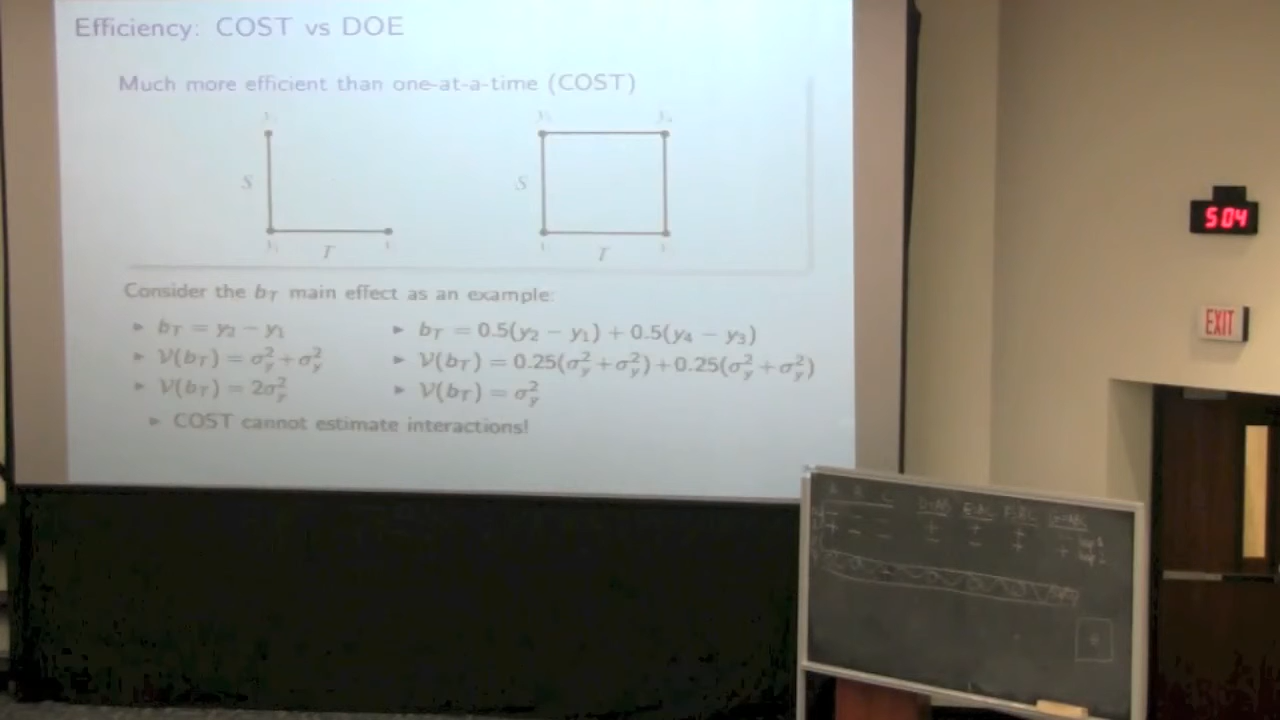 Efficiency: COST vs DOE
Much more efficient than one-at-a-time (COST)
S
T
S
T
Consider the b_T main effect as an example:
► b_T = y_2 − y_1
► V(b_T) = σ_y^2 + σ_y^2
► V(b_T) = 2σ_y^2
► b_T = 0.5(y_2 − y_1) + 0.5(y_4 − y_3)
► V(b_T) = 0.25(σ_y^2 + σ_y^2) + 0.25(σ_y^2 + σ_y^2)
► V(b_T) = σ_y^2
► COST cannot estimate interactions!
5 04
EXIT
A B C